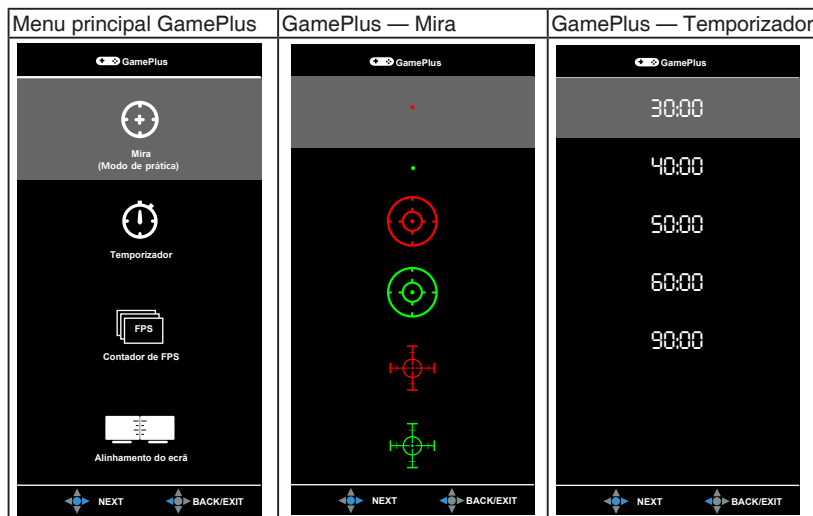 Menu principal GamePlus
GamePlus
Mira
(Modo de prática)
Temporizador
FPS
Contador de FPS
Alinhamento do ecrã
NEXT BACK/EXIT
GamePlus — Mira
GamePlus
NEXT BACK/EXIT
GamePlus — Temporizador
GamePlus
30:00
40:00
50:00
60:00
90:00
NEXT BACK/EXIT